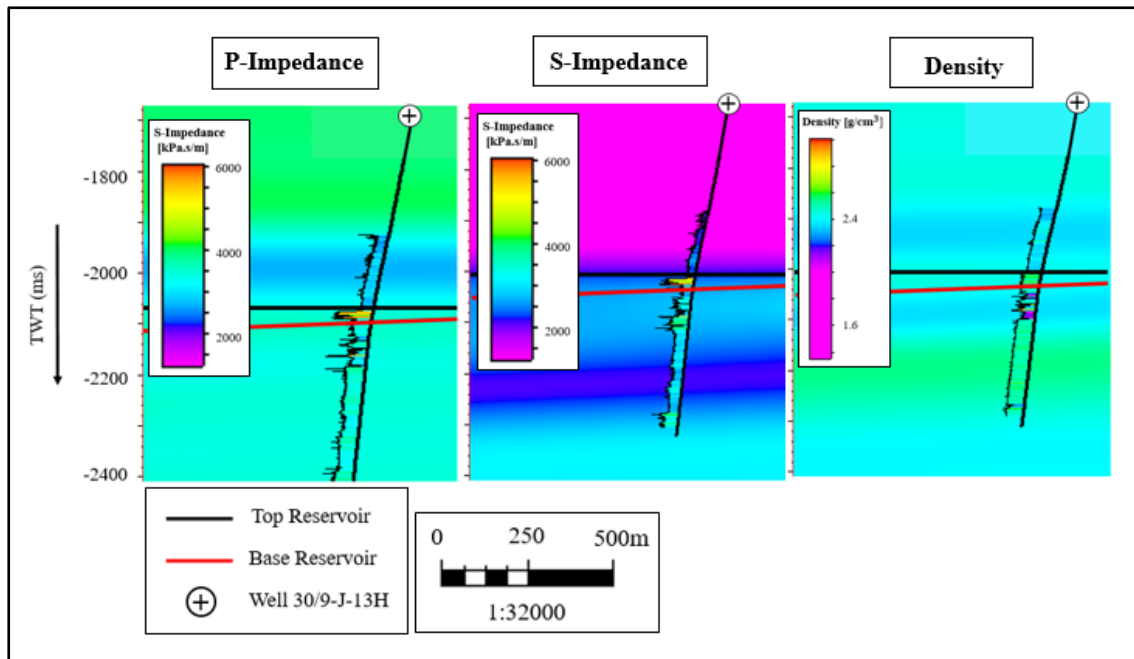 P-Impedance
S-Impedance
Density
S-Impedance
[kPa.s/m]
6000
4000
2000
S-Impedance
[kPa.s/m]
6000
4000
2000
Density [g/cm³]
2.4
1.6
TWT (ms)
-1800
-2000
-2100
-2200
-2400
Top Reservoir
Base Reservoir
Well 30/9-J-13H
0 250 500m
1:32000